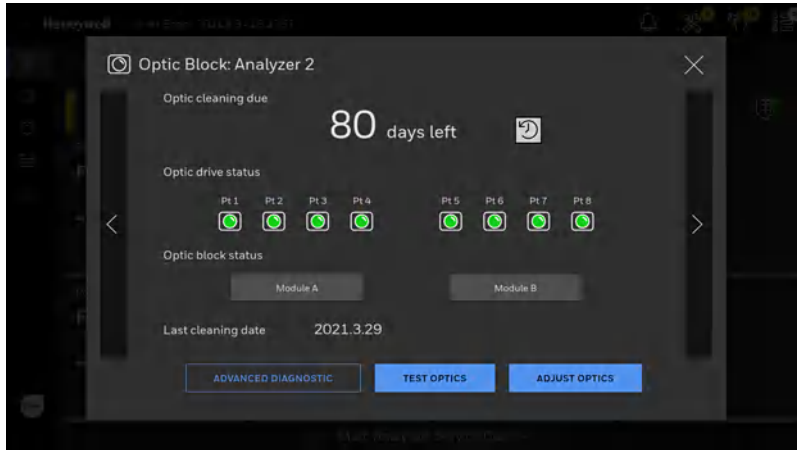 Honeywell
Optic Block: Analyzer 2
Optic cleaning due
80 days left
Optic drive status
Pt 1 Pt 2 Pt 3 Pt 4 Pt 5 Pt 6 Pt 7 Pt 8
Optic block status
Module A Module B
Last cleaning date 2021.3.29
ADVANCED DIAGNOSTIC TEST OPTICS ADJUST OPTICS